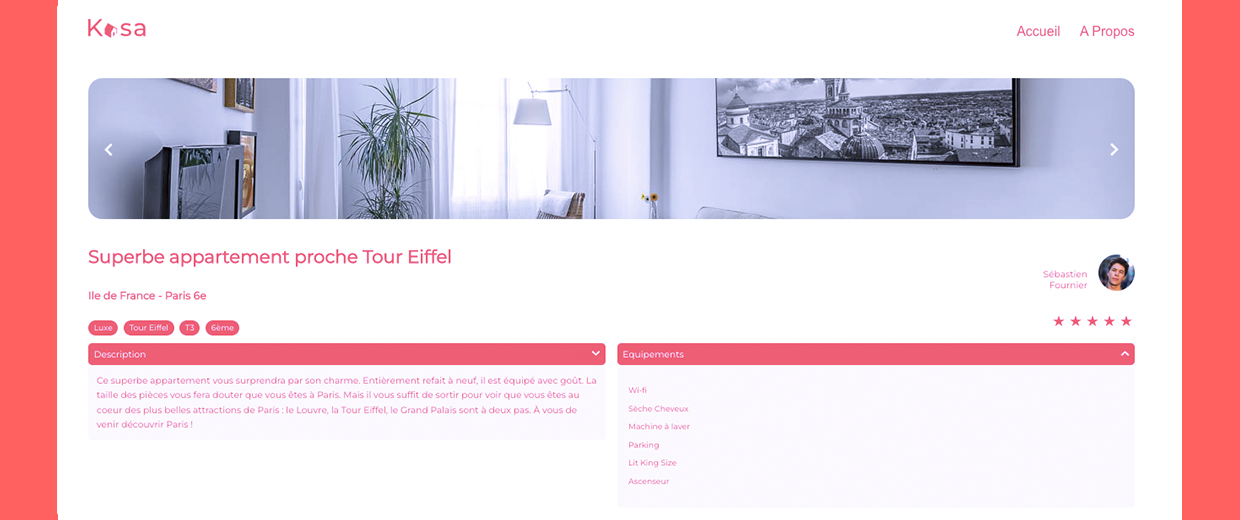 Kasa
Accueil
A Propos
Superbe appartement proche Tour Eiffel
Sébastien
Fournier
Ile de France - Paris 6e
Luxe
Tour Eiffel
T3
6ème
Description
Ce superbe appartement vous surprendra par son charme. Entièrement refait à neuf, il est équipé avec goût. La
taille des pièces vous fera douter que vous êtes à Paris. Mais il vous suffit de sortir pour voir que vous êtes au
coeur des plus belles attractions de Paris : le Louvre, la Tour Eiffel, le Grand Palais sont à deux pas. À vous de
venir découvrir Paris !
Equipements
Wi-fi
Sèche Cheveux
Machine à laver
Parking
Lit King Size
Ascenseur